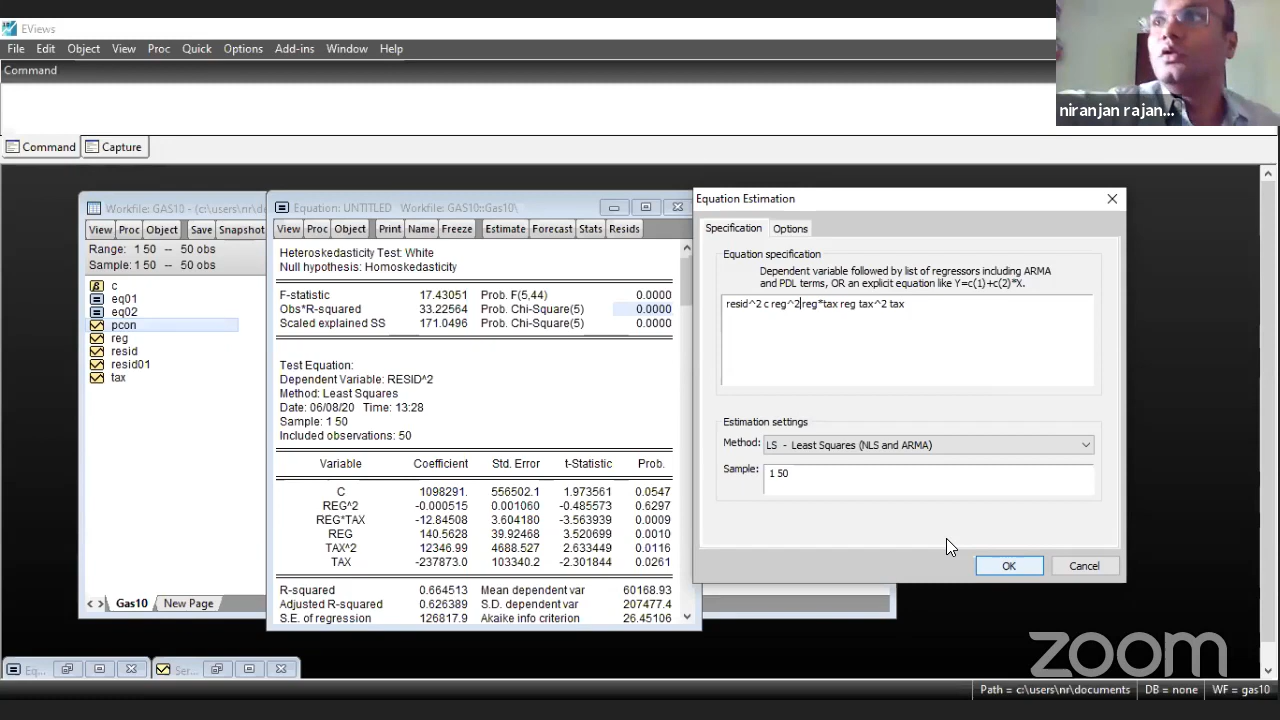 EViews
File Edit Object View Proc Quick Options Add-ins Window Help
Command
niranjan rajan...
Command Capture
Workfile: GAS10 - (c:\users\nr\d
View Proc Object Save Snapshot
Range: 1 50 -- 50 obs
Sample: 1 50 -- 50 obs
c
eq01
eq02
pcon
reg
resid
resid01
tax
Gas10 New Page
Equation: UNTITLED Workfile: GAS10::Gas10\
View Proc Object Print Name Freeze Estimate Forecast Stats Resids
Heteroskedasticity Test: White
Null hypothesis: Homoskedasticity
F-statistic 17.43051 Prob. F(5,44) 0.0000
Obs*R-squared 33.22564 Prob. Chi-Square(5) 0.0000
Scaled explained SS 171.0496 Prob. Chi-Square(5) 0.0000
Test Equation:
Dependent Variable: RESID^2
Method: Least Squares
Date: 06/08/20 Time: 13:28
Sample: 1 50
Included observations: 50
Variable Coefficient Std. Error t-Statistic Prob.
C 1098291. 556502.1 1.973561 0.0547
REG^2 -0.000515 0.001060 -0.485573 0.6297
REG*TAX -12.84508 3.604180 -3.563939 0.0009
REG 140.5628 39.92468 3.520699 0.0010
TAX^2 12346.99 4688.527 2.633449 0.0116
TAX -237873.0 103340.2 -2.301844 0.0261
R-squared 0.664513 Mean dependent var 60168.93
Adjusted R-squared 0.626389 S.D. dependent var 207477.4
S.E. of regression 126817.9 Akaike info criterion 26.45106
Equation Estimation
Specification Options
Equation specification
Dependent variable followed by list of regressors including ARMA
and PDL terms, OR an explicit equation like Y=c(1)+c(2)*X.
resid^2 c reg^2 reg*tax reg tax^2 tax
Estimation settings
Method: LS - Least Squares (NLS and ARMA)
Sample: 1 50
OK Cancel
Eq... Ser...
zoom
Path = c:\users\nr\documents DB = none WF = gas10